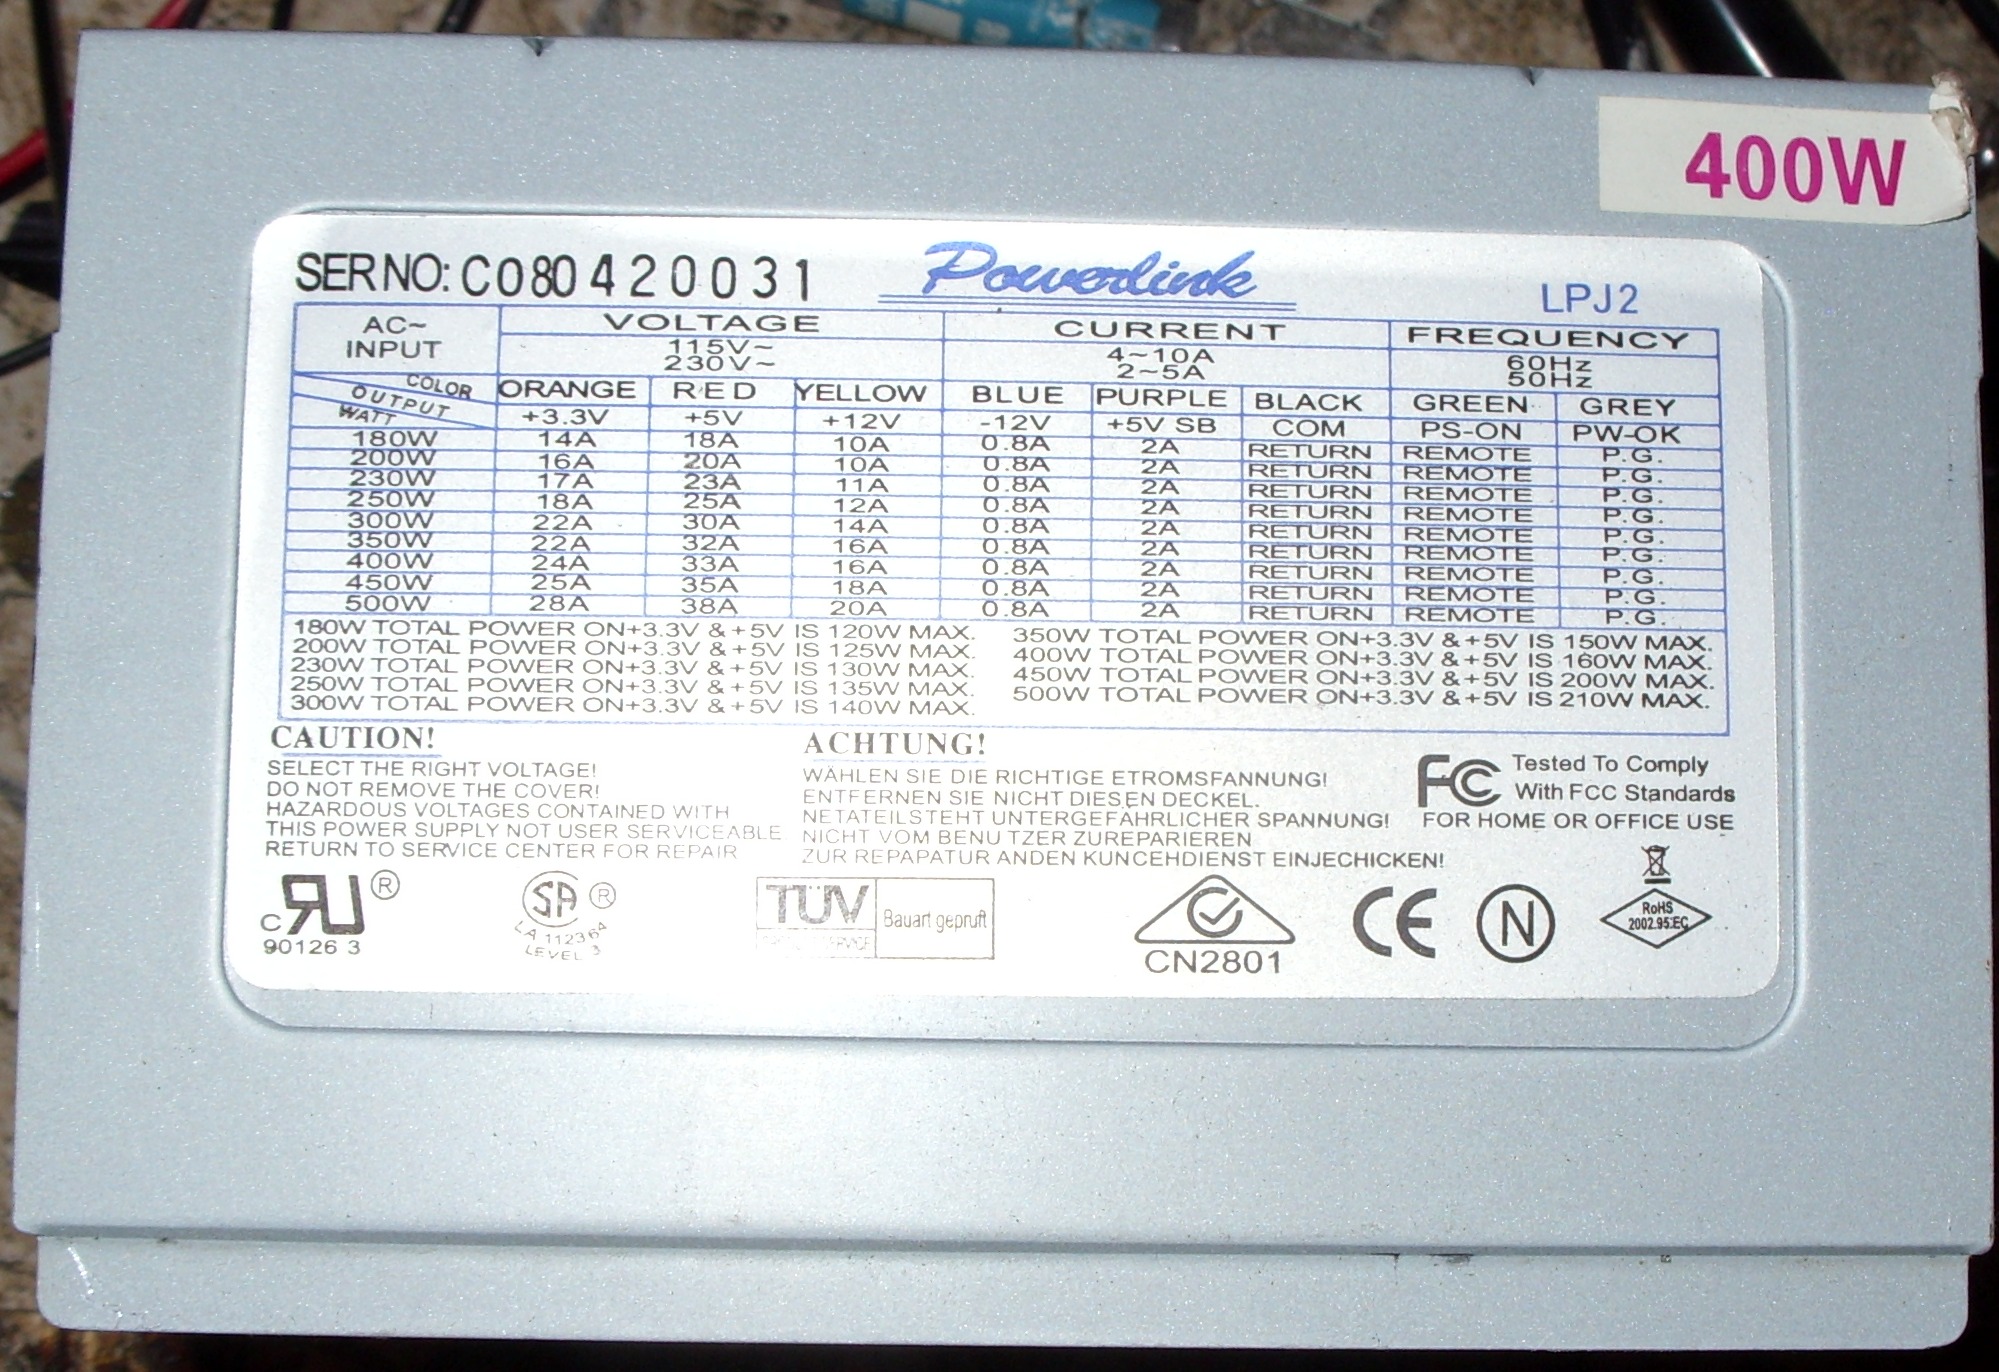 400W
SER NO: C080420031 Powerlink LPJ2
AC~ INPUT VOLTAGE CURRENT FREQUENCY
115V~ 4~10A 60Hz
230V~ 2~5A 50Hz
COLOR ORANGE RED YELLOW BLUE PURPLE BLACK GREEN GREY
OUTPUT WATT +3.3V +5V +12V -12V +5V SB COM PS-ON PW-OK
180W 14A 18A 10A 0.8A 2A RETURN REMOTE P.G.
200W 16A 20A 10A 0.8A 2A RETURN REMOTE P.G.
230W 17A 23A 11A 0.8A 2A RETURN REMOTE P.G.
250W 18A 25A 12A 0.8A 2A RETURN REMOTE P.G.
300W 22A 30A 14A 0.8A 2A RETURN REMOTE P.G.
350W 22A 32A 16A 0.8A 2A RETURN REMOTE P.G.
400W 24A 33A 16A 0.8A 2A RETURN REMOTE P.G.
450W 25A 35A 18A 0.8A 2A RETURN REMOTE P.G.
500W 28A 38A 20A 0.8A 2A RETURN REMOTE P.G.
180W TOTAL POWER ON+3.3V &+5V IS 120W MAX.
200W TOTAL POWER ON+3.3V &+5V IS 125W MAX.
230W TOTAL POWER ON+3.3V &+5V IS 130W MAX.
250W TOTAL POWER ON+3.3V &+5V IS 135W MAX.
300W TOTAL POWER ON+3.3V &+5V IS 140W MAX.
350W TOTAL POWER ON+3.3V &+5V IS 150W MAX.
400W TOTAL POWER ON+3.3V &+5V IS 160W MAX.
450W TOTAL POWER ON+3.3V &+5V IS 200W MAX.
500W TOTAL POWER ON+3.3V &+5V IS 210W MAX.
CAUTION!
SELECT THE RIGHT VOLTAGE!
DO NOT REMOVE THE COVER!
HAZARDOUS VOLTAGES CONTAINED WITH
THIS POWER SUPPLY NOT USER SERVICEABLE.
RETURN TO SERVICE CENTER FOR REPAIR
ACHTUNG!
WÄHLEN SIE DIE RICHTIGE ETROMSFANNUNG!
ENTFERNEN SIE NICHT DIESEN DECKEL.
NETATEILSTEHT UNTERGEFÄHRLICHER SPANNUNG!
NICHT VOM BENU TZER ZUREPARIEREN
ZUR REPAPATUR ANDEN KUNCEHDIENST EINJECHICKEN!
FC Tested To Comply
With FCC Standards
FOR HOME OR OFFICE USE
c RU ®
90126 3
SA ®
LA 11236A
LEVEL 3
TÜV Bauart geprüft
CN2801
CE
N
RoHS
2002.95.EC